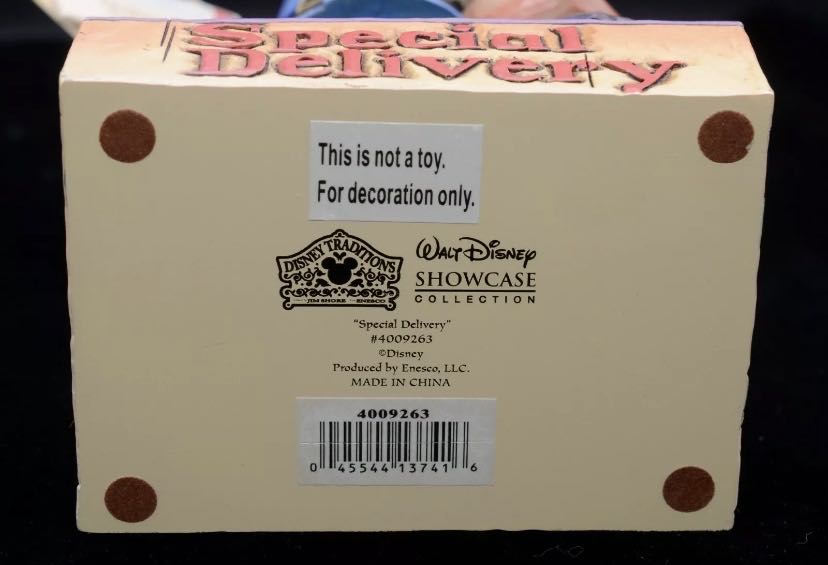 Special
Delivery
This is not a toy.
For decoration only.
DISNEY TRADITIONS
JIM SHORE ENESCO
WALT DISNEY
SHOWCASE
COLLECTION
"Special Delivery"
#4009263
©Disney
Produced by Enesco, LLC.
MADE IN CHINA
4009263
0 45544 13741 6